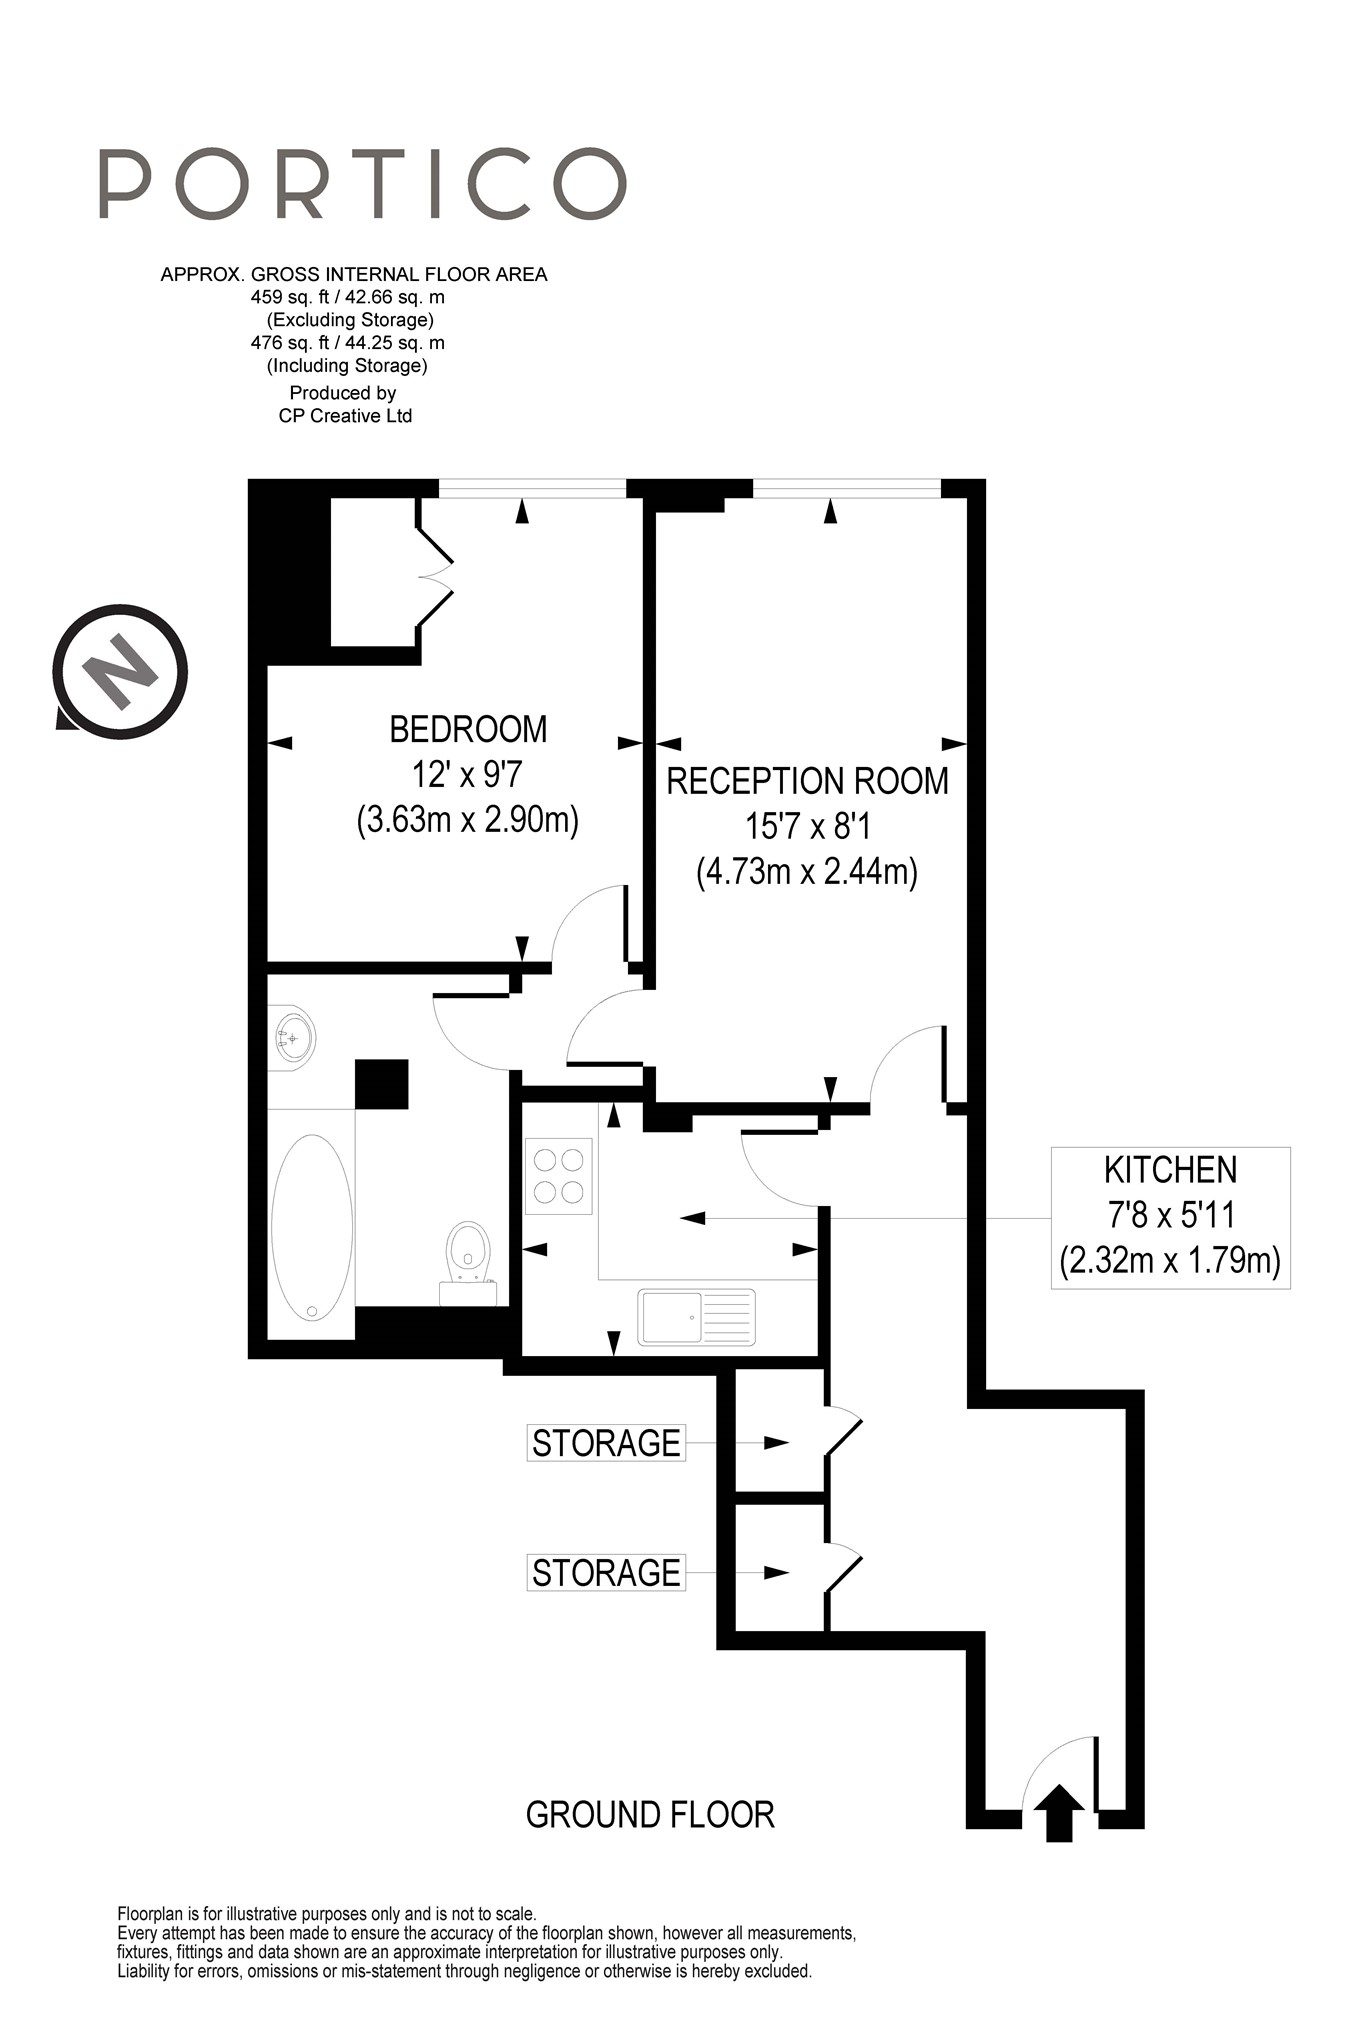 PORTICO
APPROX. GROSS INTERNAL FLOOR AREA
459 sq. ft / 42.66 sq. m
(Excluding Storage)
476 sq. ft / 44.25 sq. m
(Including Storage)
Produced by
CP Creative Ltd
N
BEDROOM
12' x 9'7
(3.63m x 2.90m)
RECEPTION ROOM
15'7 x 8'1
(4.73m x 2.44m)
KITCHEN
7'8 x 5'11
(2.32m x 1.79m)
STORAGE
STORAGE
GROUND FLOOR
Floorplan is for illustrative purposes only and is not to scale.
Every attempt has been made to ensure the accuracy of the floorplan shown, however all measurements,
fixtures, fittings and data shown are an approximate interpretation for illustrative purposes only.
Liability for errors, omissions or mis-statement through negligence or otherwise is hereby excluded.